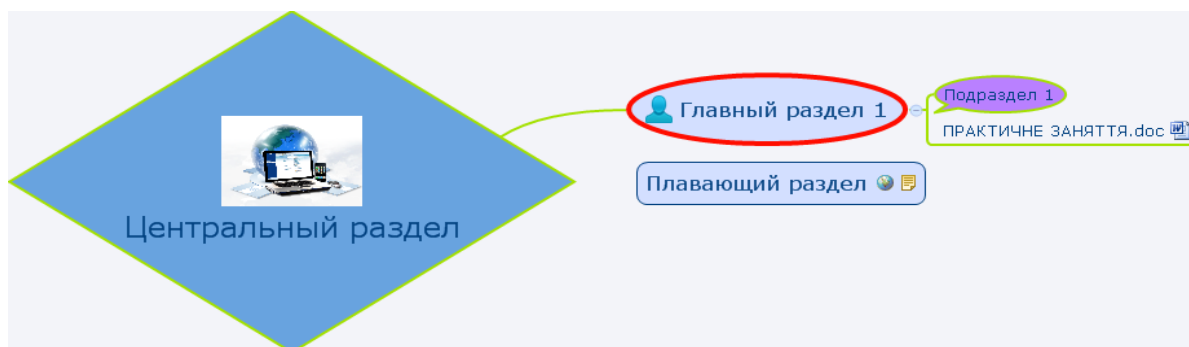 Центральный раздел
Главный раздел 1
Подраздел 1
ПРАКТИЧНЕ ЗАНЯТТЯ.doc
Плавающий раздел